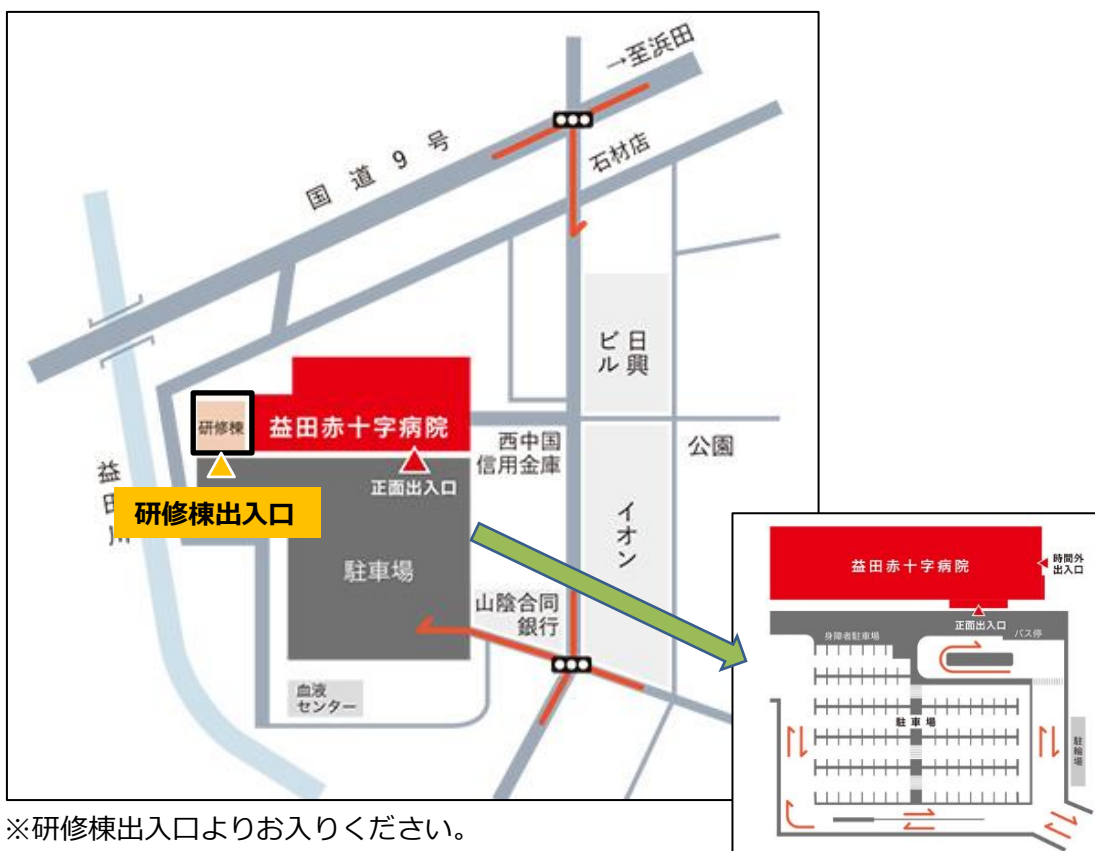 →至浜田
国道9号
石材店
日興
ビル
研修棟
益田赤十字病院
西中国
信用金庫
公園
正面出入口
益田川
研修棟出入口
イオン
駐車場
山陰合同
銀行
血液
センター
益田赤十字病院
時間外
出入口
正面出入口
バス停
身障者駐車場
駐車場
駐輪場
※研修棟出入口よりお入りください。